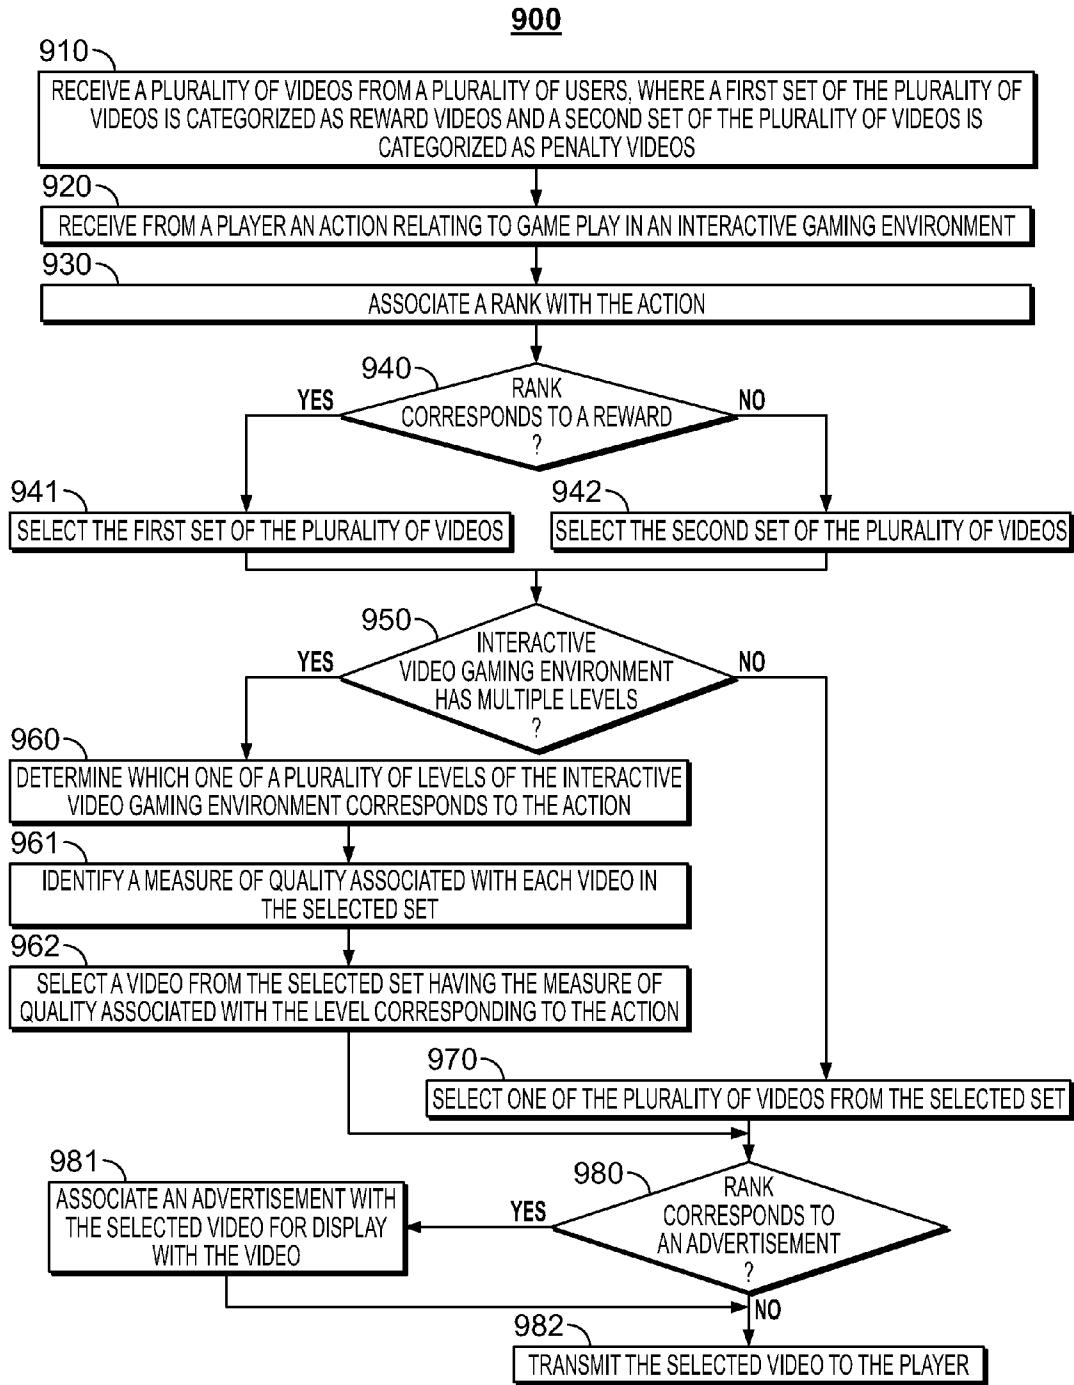 900
910
RECEIVE A PLURALITY OF VIDEOS FROM A PLURALITY OF USERS, WHERE A FIRST SET OF THE PLURALITY OF
VIDEOS IS CATEGORIZED AS REWARD VIDEOS AND A SECOND SET OF THE PLURALITY OF VIDEOS IS
CATEGORIZED AS PENALTY VIDEOS
920
RECEIVE FROM A PLAYER AN ACTION RELATING TO GAME PLAY IN AN INTERACTIVE GAMING ENVIRONMENT
930
ASSOCIATE A RANK WITH THE ACTION
940
RANK
CORRESPONDS TO A REWARD
?
YES
NO
941
SELECT THE FIRST SET OF THE PLURALITY OF VIDEOS
942
SELECT THE SECOND SET OF THE PLURALITY OF VIDEOS
950
INTERACTIVE
VIDEO GAMING ENVIRONMENT
HAS MULTIPLE LEVELS
?
YES
NO
960
DETERMINE WHICH ONE OF A PLURALITY OF LEVELS OF THE INTERACTIVE
VIDEO GAMING ENVIRONMENT CORRESPONDS TO THE ACTION
961
IDENTIFY A MEASURE OF QUALITY ASSOCIATED WITH EACH VIDEO IN
THE SELECTED SET
962
SELECT A VIDEO FROM THE SELECTED SET HAVING THE MEASURE OF
QUALITY ASSOCIATED WITH THE LEVEL CORRESPONDING TO THE ACTION
970
SELECT ONE OF THE PLURALITY OF VIDEOS FROM THE SELECTED SET
980
RANK
CORRESPONDS TO
AN ADVERTISEMENT
?
YES
NO
981
ASSOCIATE AN ADVERTISEMENT WITH
THE SELECTED VIDEO FOR DISPLAY
WITH THE VIDEO
982
TRANSMIT THE SELECTED VIDEO TO THE PLAYER